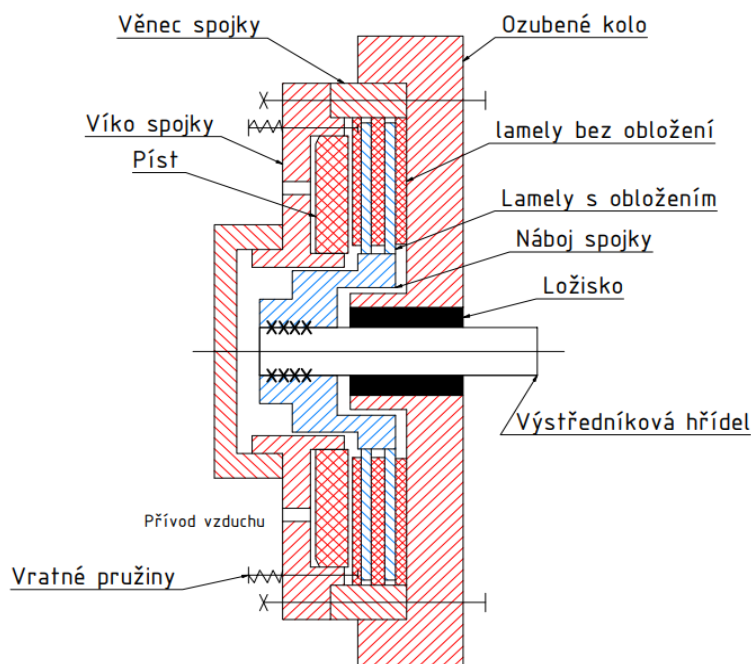 Věnec spojky
Ozubené kolo
Víko spojky
Píst
lamely bez obložení
Lamely s obložením
Náboj spojky
Ložisko
Výstředníková hřídel
Přívod vzduchu
Vratné pružiny